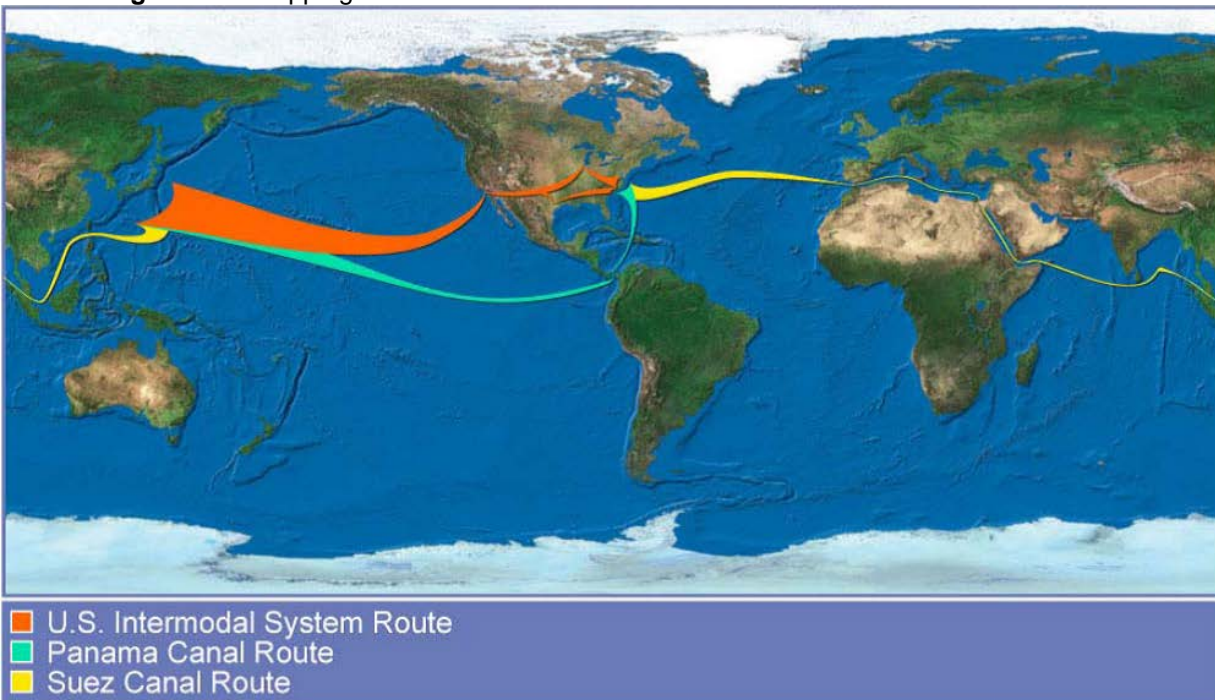 U.S. Intermodal System Route
Panama Canal Route
Suez Canal Route